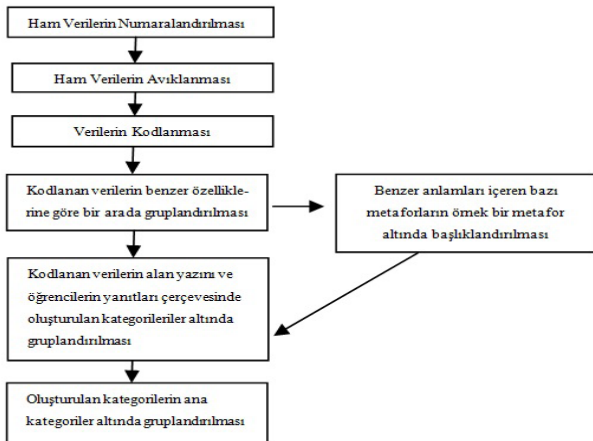 Ham Verilerin Numaralandırılması
Ham Verilerin Avıklanması
Verilerin Kodlanması
Kodlanan verilerin benzer özellikle-
rine göre bir arada gruplandırılması
Benzer anlamları içeren bazı
metaforların örnek bir metafor
altında başlıklandırılması
Kodlanan verilerin alan yazını ve
öğrencilerin yanıtları çerçevesinde
oluşturulan kategorileriler altında
gruplandırılması
Oluşturulan kategorilerin ana
kategoriler altında gruplandırılması